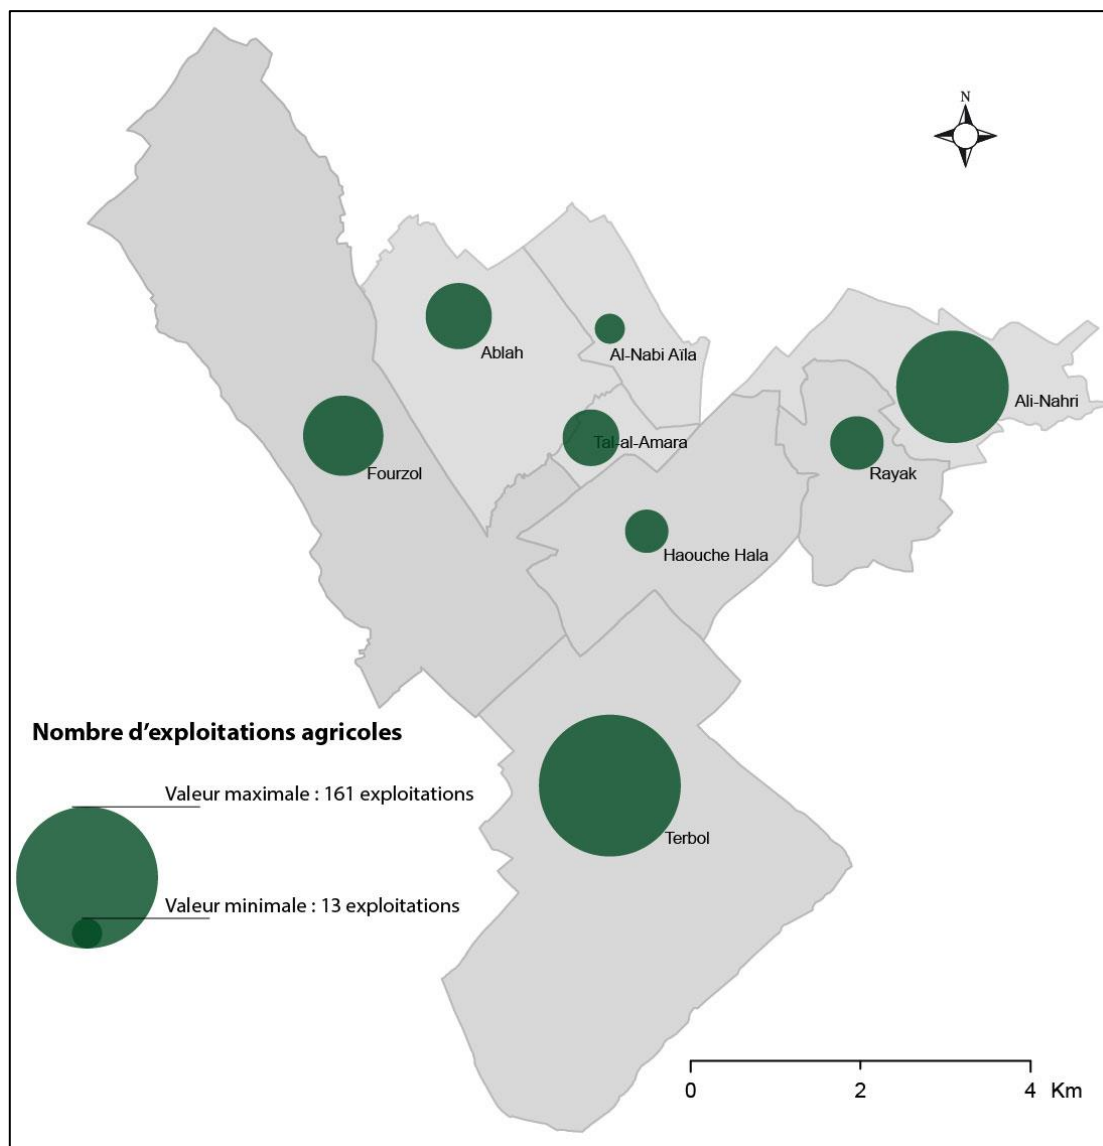 N
Ablah
Al-Nabi Aïla
Ali-Nahri
Tal-al-Amara
Fourzol
Rayak
Haouche Hala
Nombre d'exploitations agricoles
Valeur maximale : 161 exploitations
Terbol
Valeur minimale : 13 exploitations
0 2 4 Km